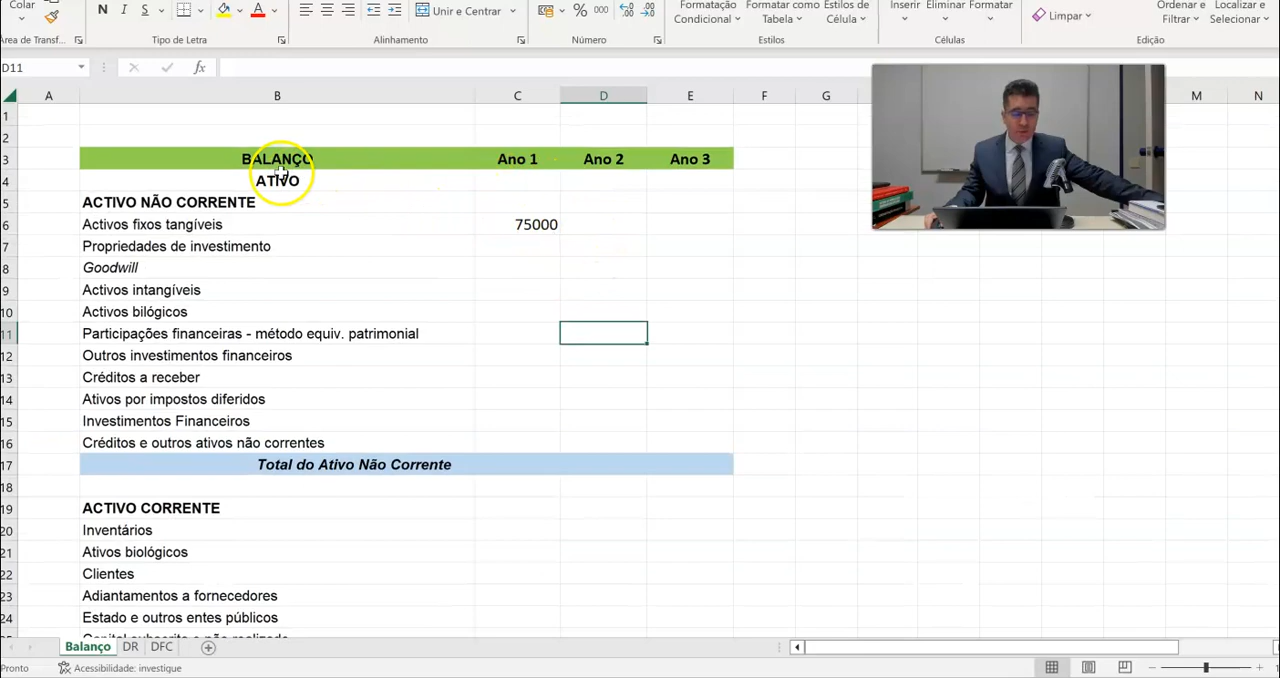 Colar
N I S
Unir e Centrar
% 000
Formatação Condicional
Formatar como Tabela
Estilos de Célula
Inserir Eliminar Formatar
Limpar
Ordenar e Filtrar
Localizar e Selecionar
Área de Transf...
Tipo de Letra
Alinhamento
Número
Estilos
Células
Edição
D11
fx
A B C D E F G M N
1
2
3 BALANÇO Ano 1 Ano 2 Ano 3
4 ATIVO
5 ACTIVO NÃO CORRENTE
6 Activos fixos tangíveis 75000
7 Propriedades de investimento
8 Goodwill
9 Activos intangíveis
10 Activos bilógicos
11 Participações financeiras - método equiv. patrimonial
12 Outros investimentos financeiros
13 Créditos a receber
14 Ativos por impostos diferidos
15 Investimentos Financeiros
16 Créditos e outros ativos não correntes
17 Total do Ativo Não Corrente
18
19 ACTIVO CORRENTE
20 Inventários
21 Ativos biológicos
22 Clientes
23 Adiantamentos a fornecedores
24 Estado e outros entes públicos
Capital subscrito e não realizado
Balanço DR DFC
Pronto
Acessibilidade: investigue